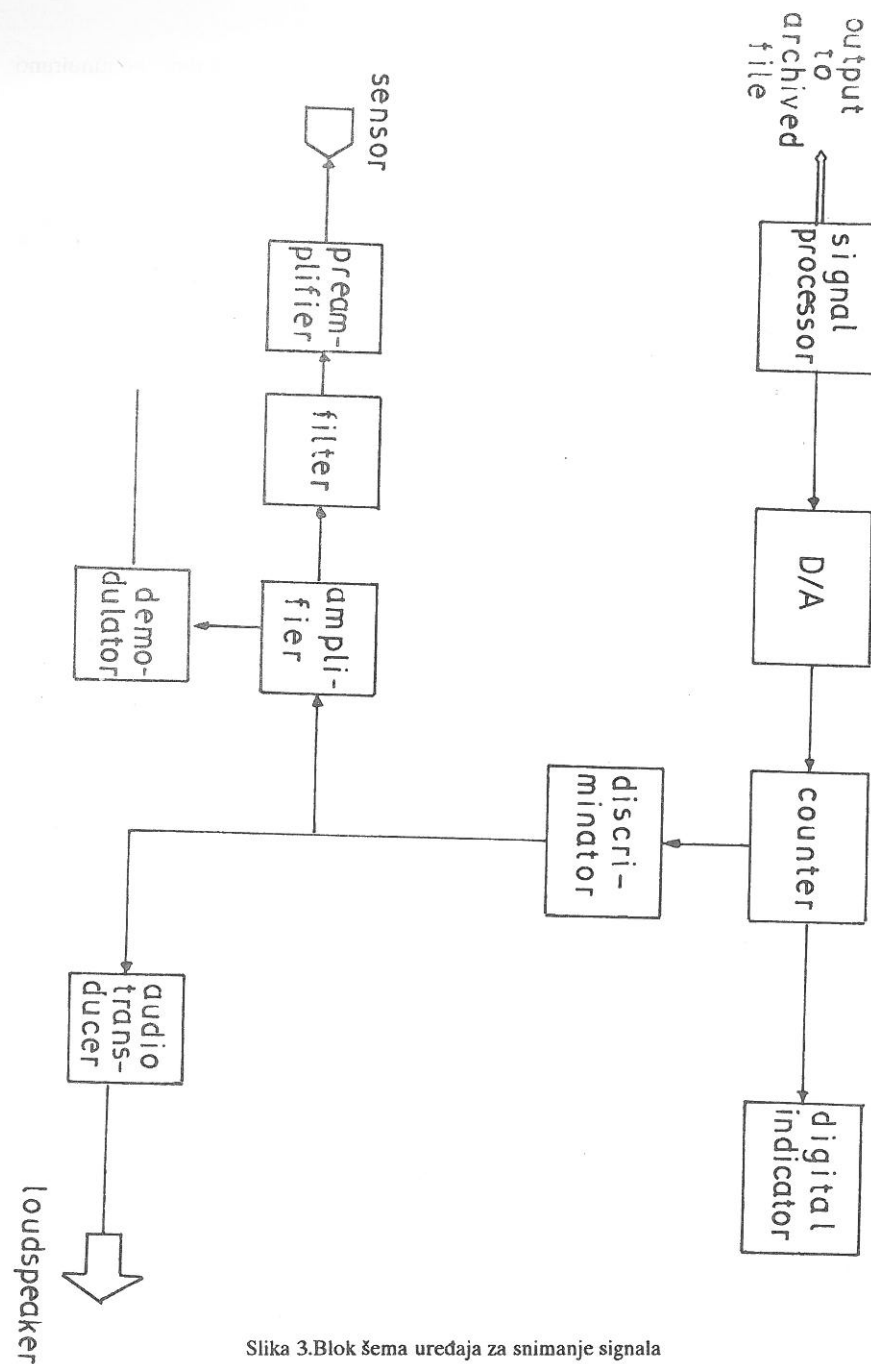 output
to
archived
file
signal
processor
D/A
counter
digital
indicator
discri-
minator
sensor
pream-
plifier
filter
ampli-
fier
demo-
dulator
audio
trans-
ducer
loudspeaker
Slika 3.Blok šema uređaja za snimanje signala